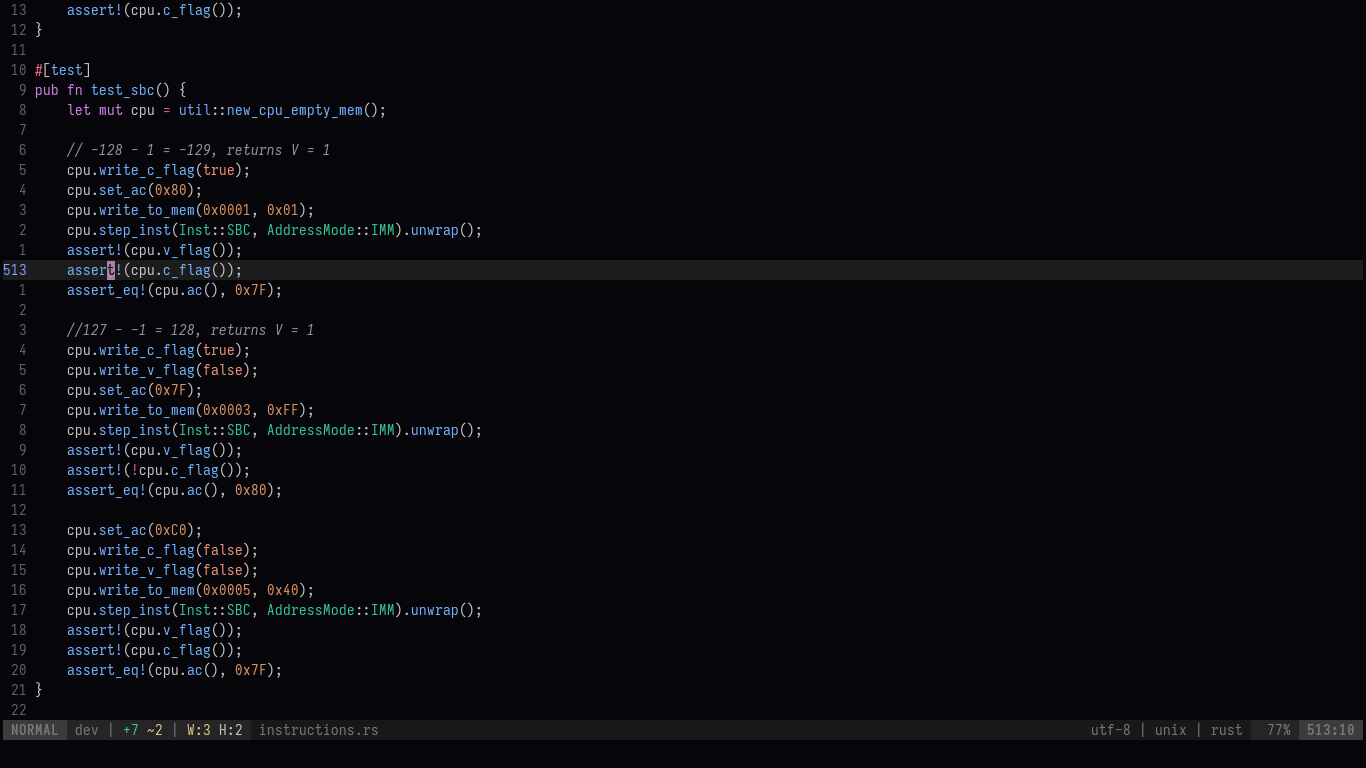 13     assert!(cpu.c_flag());
12 }
11
10 #[test]
9 pub fn test_sbc() {
8     let mut cpu = util::new_cpu_empty_mem();
7
6     // -128 - 1 = -129, returns V = 1
5     cpu.write_c_flag(true);
4     cpu.set_ac(0x80);
3     cpu.write_to_mem(0x0001, 0x01);
2     cpu.step_inst(Inst::SBC, AddressMode::IMM).unwrap();
1     assert!(cpu.v_flag());
513     assert!(cpu.c_flag());
1     assert_eq!(cpu.ac(), 0x7F);
2
3     //127 - -1 = 128, returns V = 1
4     cpu.write_c_flag(true);
5     cpu.write_v_flag(false);
6     cpu.set_ac(0x7F);
7     cpu.write_to_mem(0x0003, 0xFF);
8     cpu.step_inst(Inst::SBC, AddressMode::IMM).unwrap();
9     assert!(cpu.v_flag());
10     assert!(!cpu.c_flag());
11     assert_eq!(cpu.ac(), 0x80);
12
13     cpu.set_ac(0xC0);
14     cpu.write_c_flag(false);
15     cpu.write_v_flag(false);
16     cpu.write_to_mem(0x0005, 0x40);
17     cpu.step_inst(Inst::SBC, AddressMode::IMM).unwrap();
18     assert!(cpu.v_flag());
19     assert!(cpu.c_flag());
20     assert_eq!(cpu.ac(), 0x7F);
21 }
22
NORMAL dev | +7 ~2 | W:3 H:2 instructions.rs utf-8 | unix | rust 77% 513:10